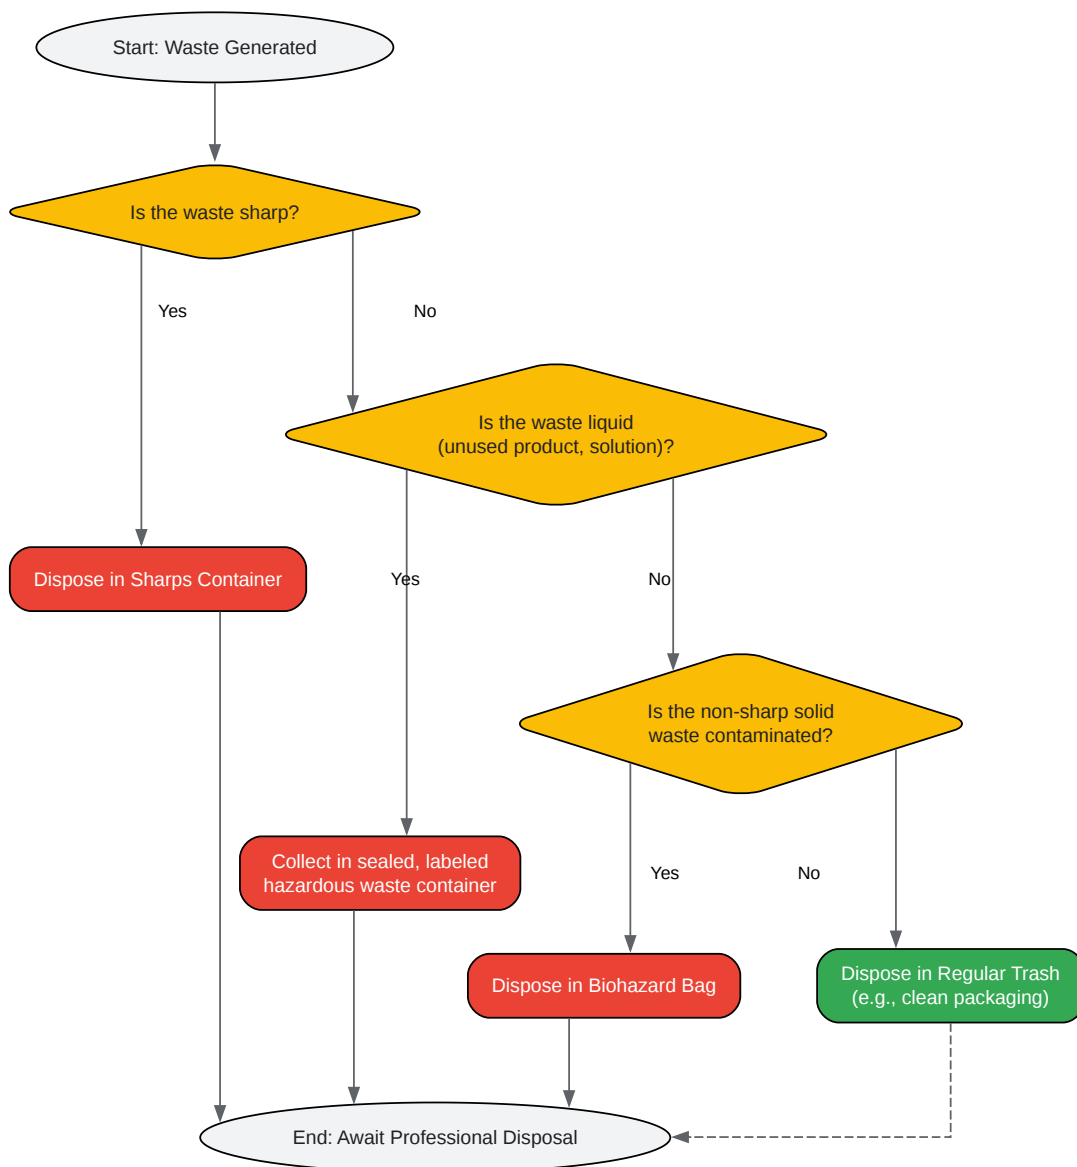 Start: Waste Generated
Is the waste sharp?
Yes
No
Is the waste liquid
(unused product, solution)?
Dispose in Sharps Container
Yes
No
Is the non-sharp solid
waste contaminated?
Collect in sealed, labeled
hazardous waste container
Yes
No
Dispose in Biohazard Bag
Dispose in Regular Trash
(e.g., clean packaging)
End: Await Professional Disposal